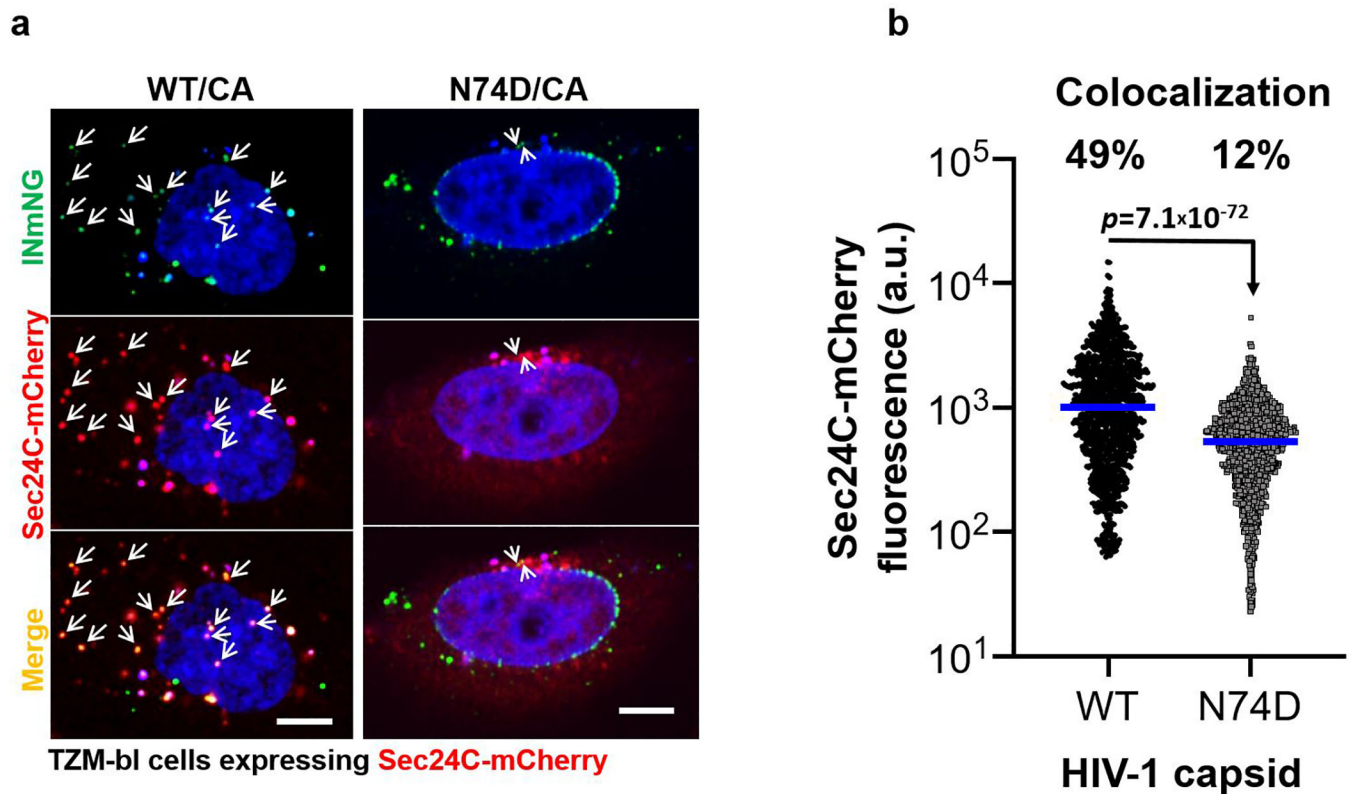 a
WT/CA
N74D/CA
INmNG
Sec24C-mCherry
Merge
TZM-bl cells expressing Sec24C-mCherry
b
Colocalization
49% 12%
p=7.1x10⁻⁷²
Sec24C-mCherry
fluorescence (a.u.)
10⁵
10⁴
10³
10²
10¹
WT N74D
HIV-1 capsid